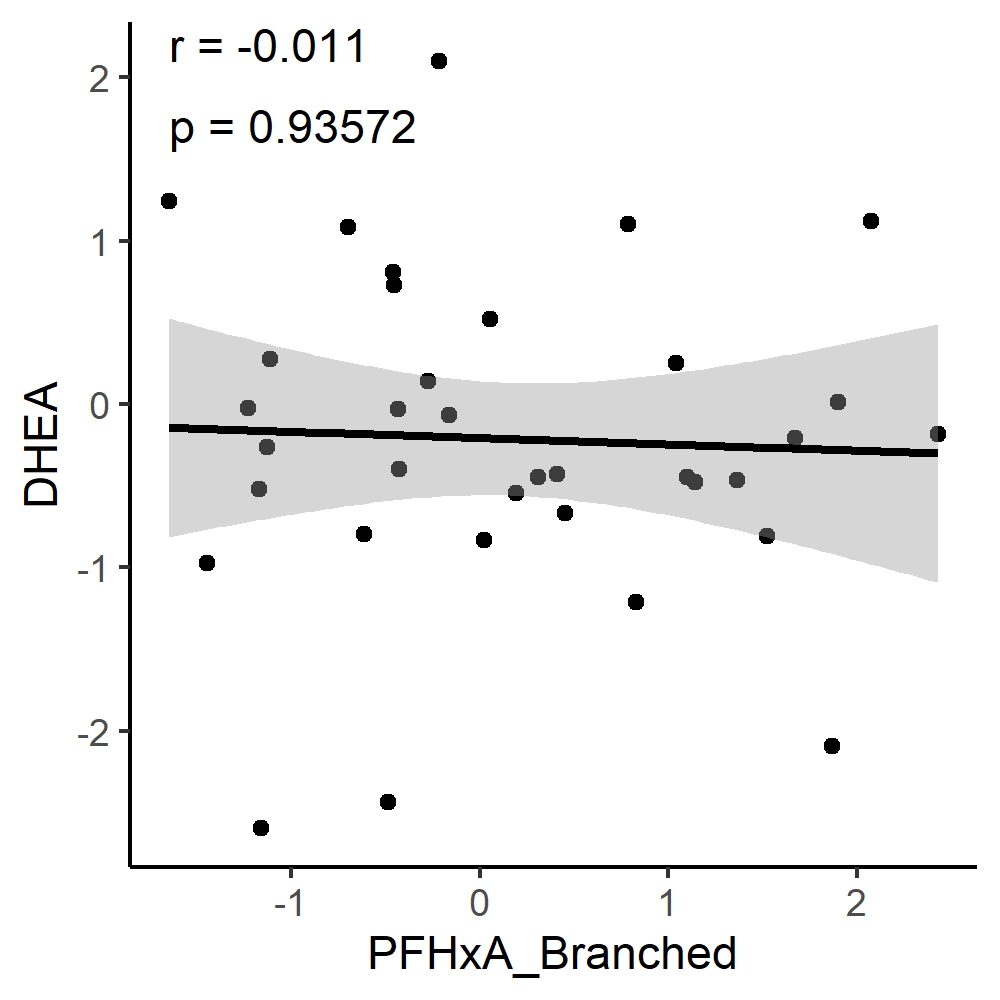 r = -0.011
p = 0.93572
2
1
0
-1
-2
DHEA
-1 0 1 2
PFHxA_Branched